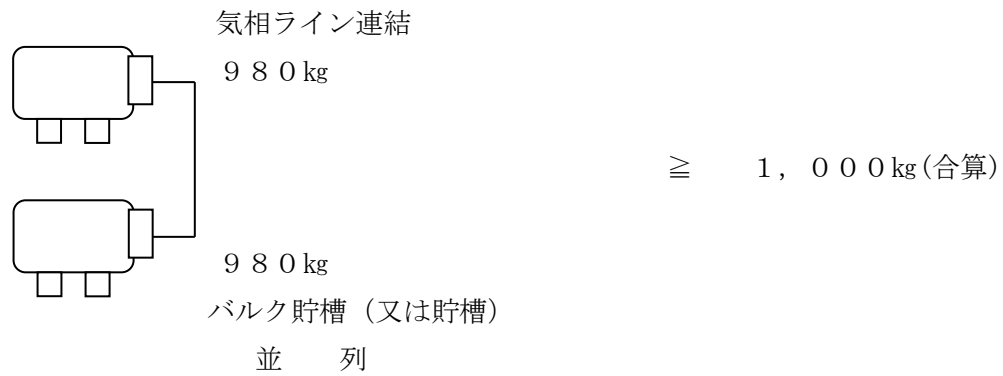 気相ライン連結
９８０㎏
≧　１，０００㎏(合算)
９８０㎏
バルク貯槽（又は貯槽）
並　列